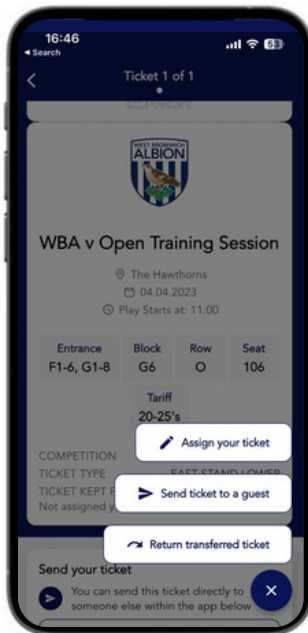 16:46
Search
53
Ticket 1 of 1
WEST BROMWICH
ALBION
WBA v Open Training Session
The Hawthorns
04.04.2023
Play Starts at: 11:00
Entrance Block Row Seat
F1-6, G1-8 G6 O 106
Tariff
20-25's
Assign your ticket
COMPETITION
TICKET TYPE EAST STAND LOWER
TICKET KEPT
Send ticket to a guest
Not assigned
Return transferred ticket
Send your ticket
You can send this ticket directly to
someone else within the app below